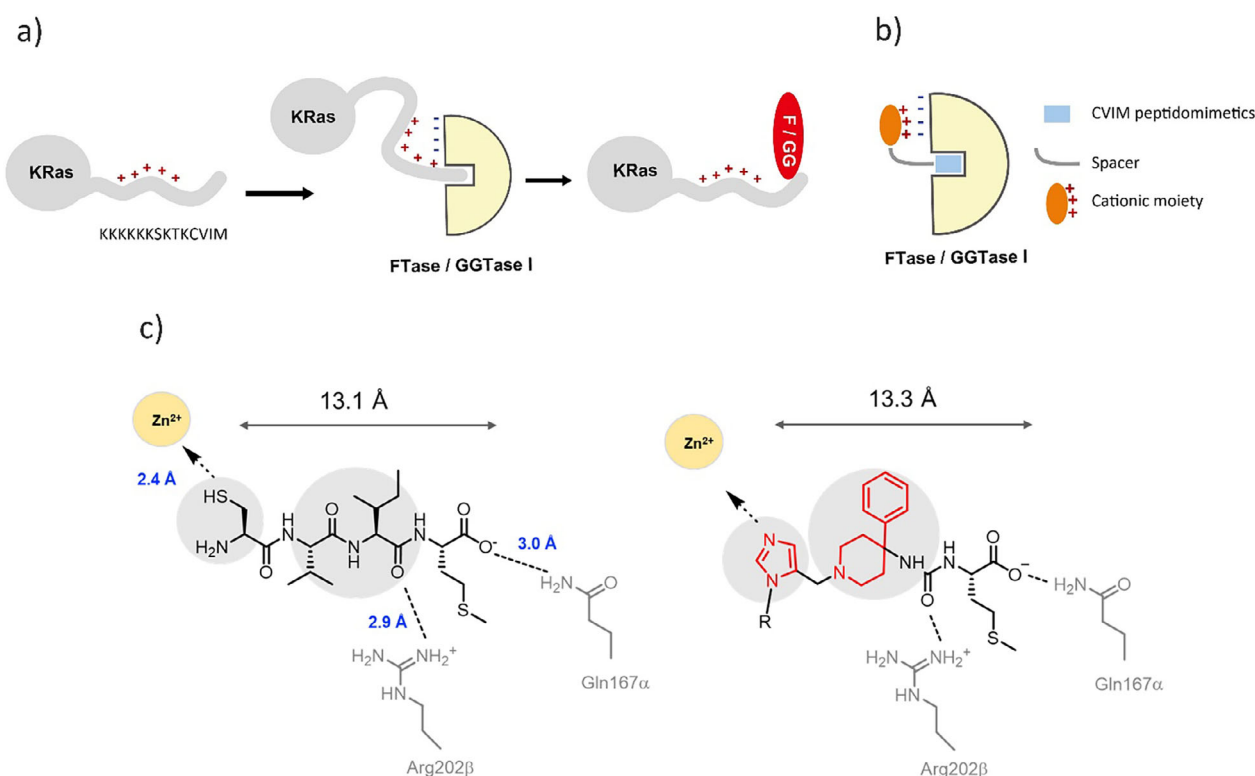 a)
b)
KRas
KKKKKKSKTKCVIM
KRas
FTase / GGTase I
KRas
F / GG
FTase / GGTase I
CVIM peptidomimetics
Spacer
Cationic moiety
+ + + + +
+ + + + +
- - - -
+ + + + +
+ + +
- - - -
+ + +
c)
Zn²⁺
13.1 Å
2.4 Å
HS
H₂N
O
H
N
O
N
H
O
H
N
O
O⁻
S
3.0 Å
2.9 Å
H₂N
O
Gln167α
H₂N
NH₂⁺
HN
Arg202β
Zn²⁺
13.3 Å
N
N
R
N
NH
O
H
N
O
O⁻
S
H₂N
O
Gln167α
H₂N
NH₂⁺
HN
Arg202β